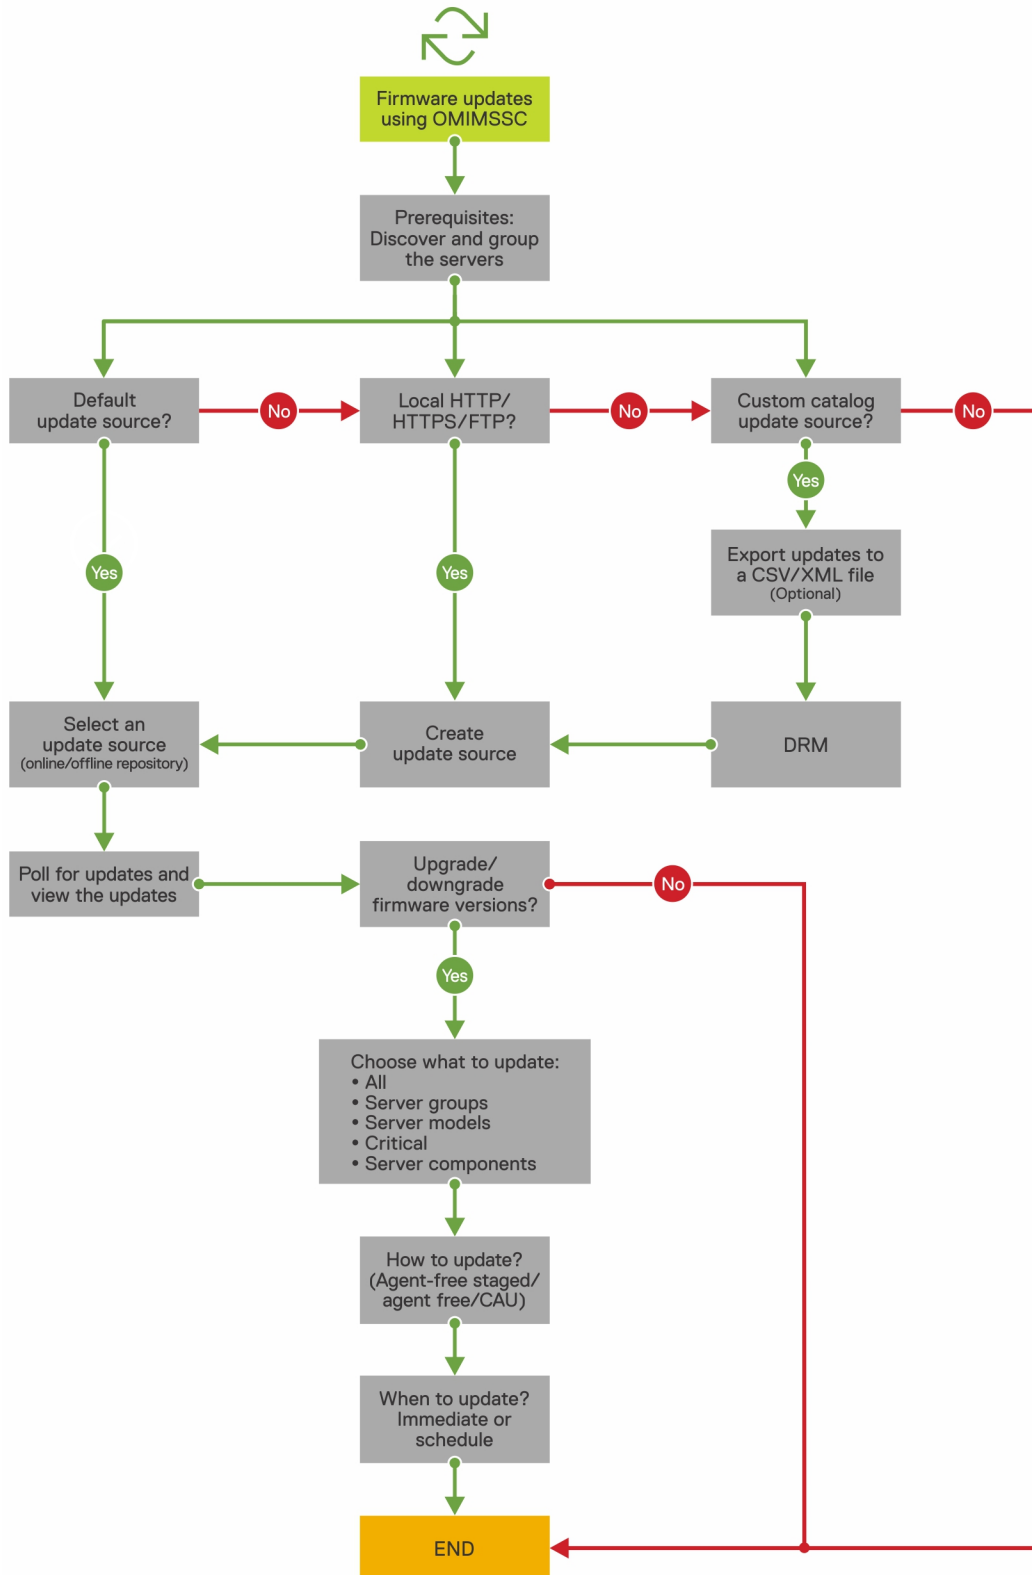 Firmware updates
using OMIMSSC
Prerequisites:
Discover and group
the servers
Default
update source?
No
Local HTTP/
HTTPS/FTP?
No
Custom catalog
update source?
No
Yes
Yes
Yes
Export updates to
a CSV/XML file
(Optional)
Select an
update source
(online/offline repository)
Create
update source
DRM
Poll for updates and
view the updates
Upgrade/
downgrade
firmware versions?
No
Yes
Choose what to update:
• All
• Server groups
• Server models
• Critical
• Server components
How to update?
(Agent-free staged/
agent free/CAU)
When to update?
Immediate or
schedule
END